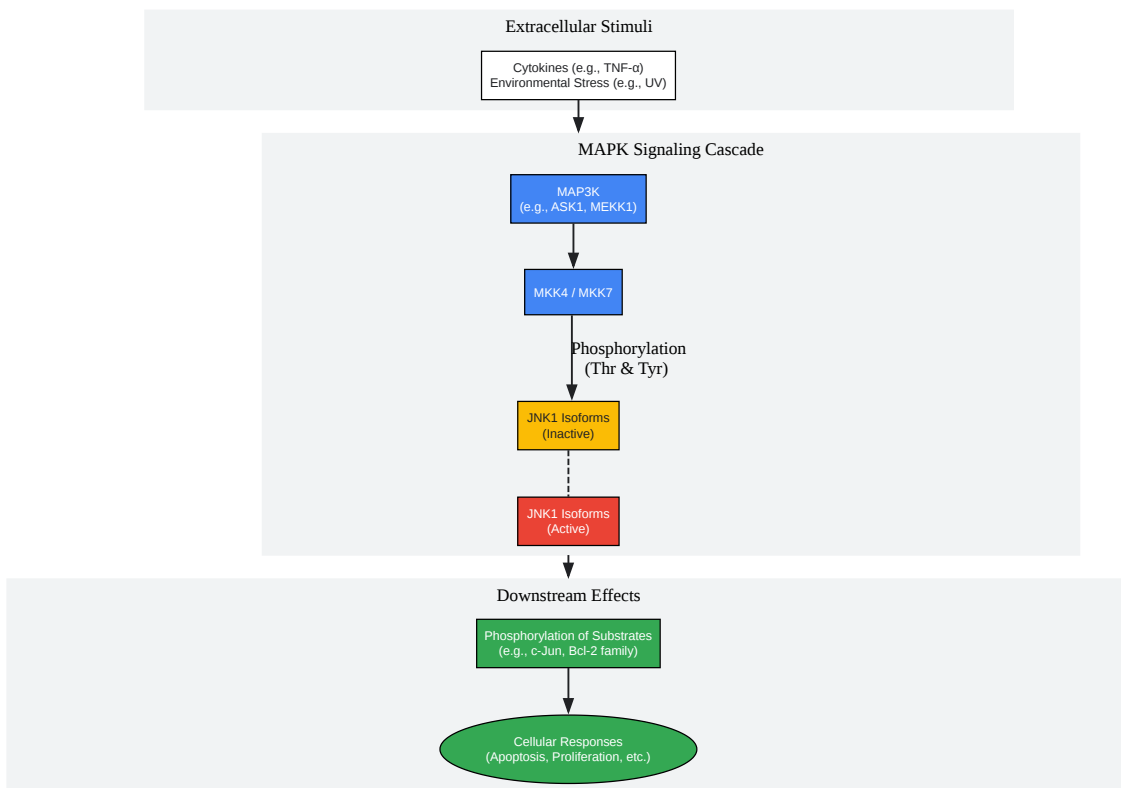 Extracellular Stimuli
Cytokines (e.g., TNF-α)
Environmental Stress (e.g., UV)
MAPK Signaling Cascade
MAP3K
(e.g., ASK1, MEKK1)
MKK4 / MKK7
Phosphorylation
(Thr & Tyr)
JNK1 Isoforms
(Inactive)
JNK1 Isoforms
(Active)
Downstream Effects
Phosphorylation of Substrates
(e.g., c-Jun, Bcl-2 family)
Cellular Responses
(Apoptosis, Proliferation, etc.)